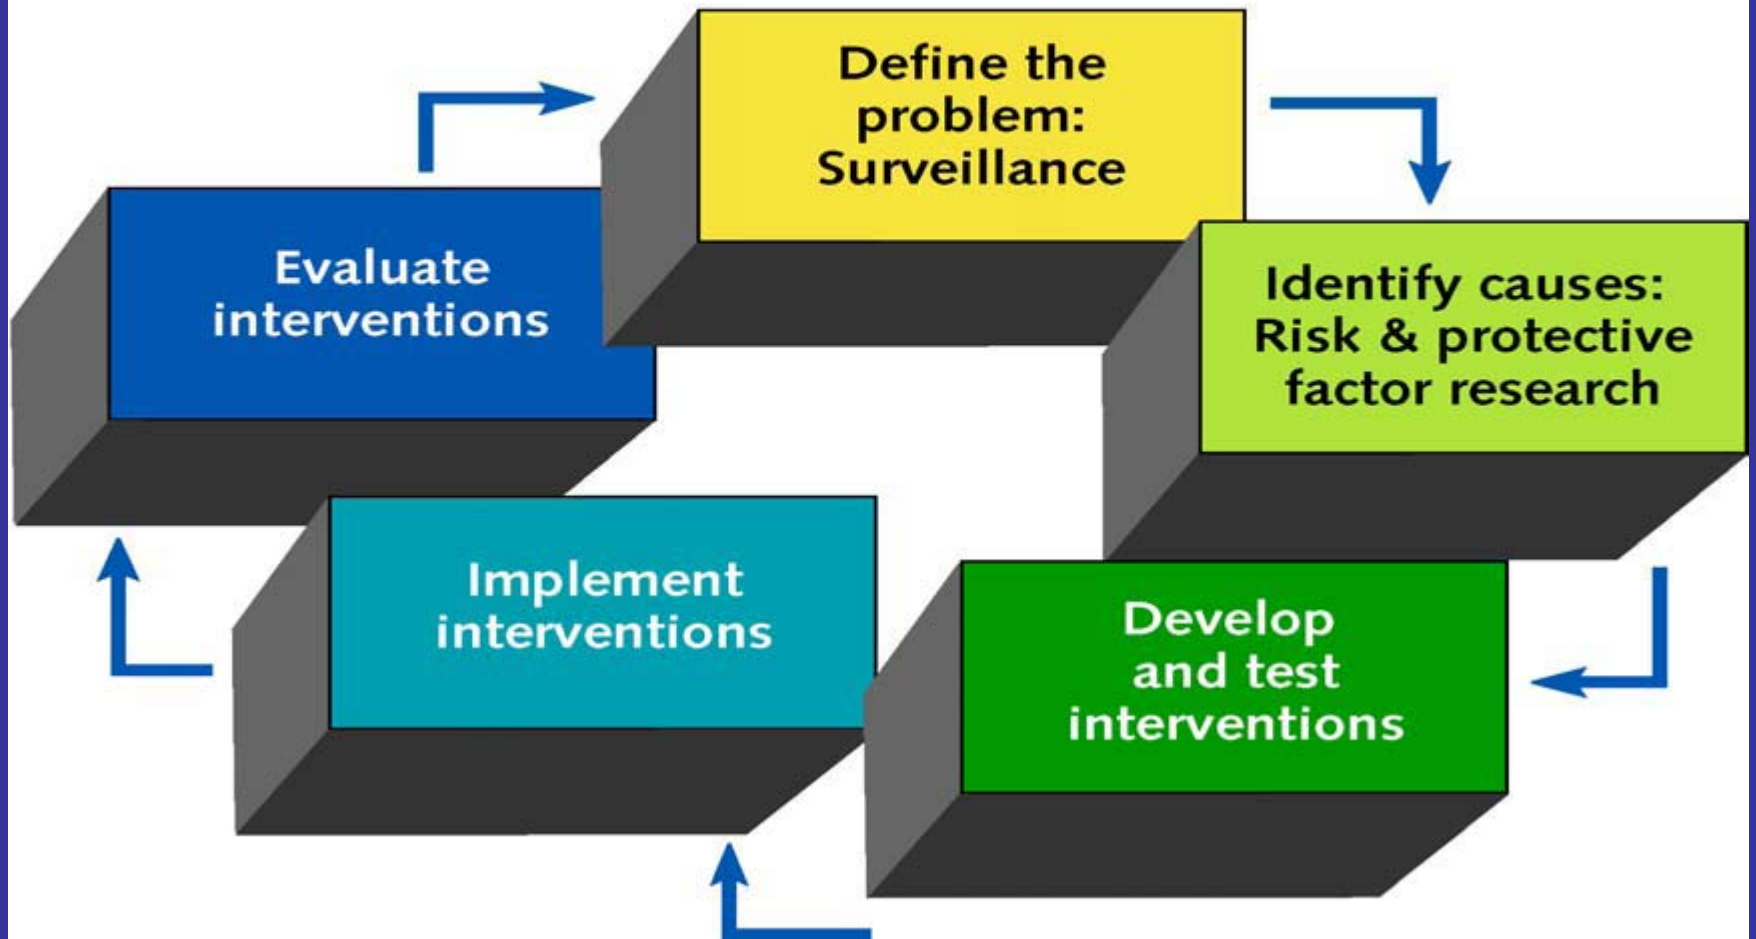 Define the
problem:
Surveillance
Identify causes:
Risk & protective
factor research
Develop
and test
interventions
Implement
interventions
Evaluate
interventions